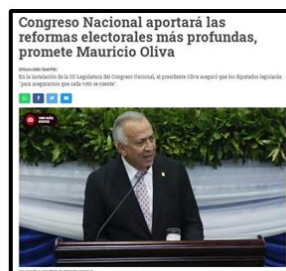 Congreso Nacional aportará las
reformas electorales más profundas,
promete Mauricio Oliva
En la instalación de la III Legislatura del Congreso Nacional, el presidente Oliva aseguró que los diputados legislarán
"para asegurarnos que cada voto se cuente".